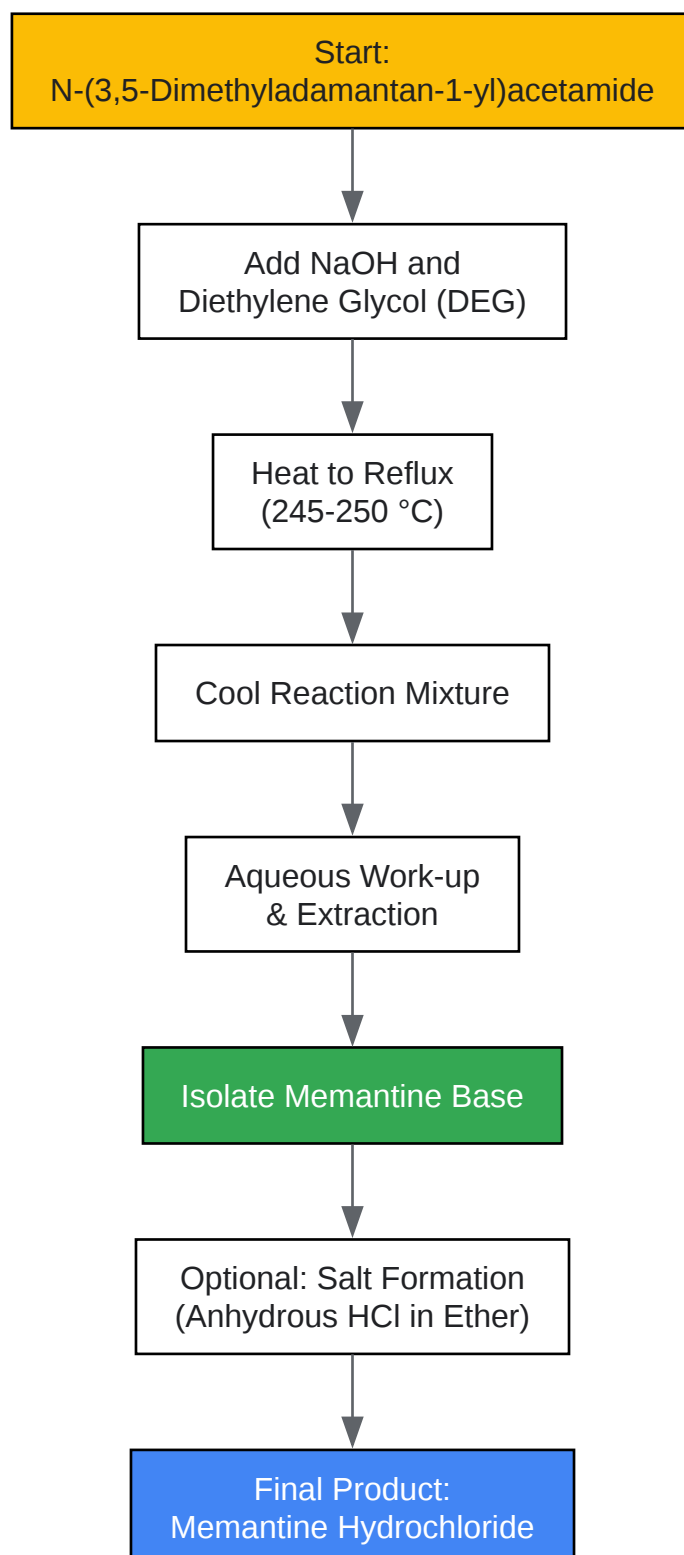 Start:
N-(3,5-Dimethyladamantan-1-yl)acetamide
Add NaOH and
Diethylene Glycol (DEG)
Heat to Reflux
(245-250 °C)
Cool Reaction Mixture
Aqueous Work-up
& Extraction
Isolate Memantine Base
Optional: Salt Formation
(Anhydrous HCl in Ether)
Final Product:
Memantine Hydrochloride